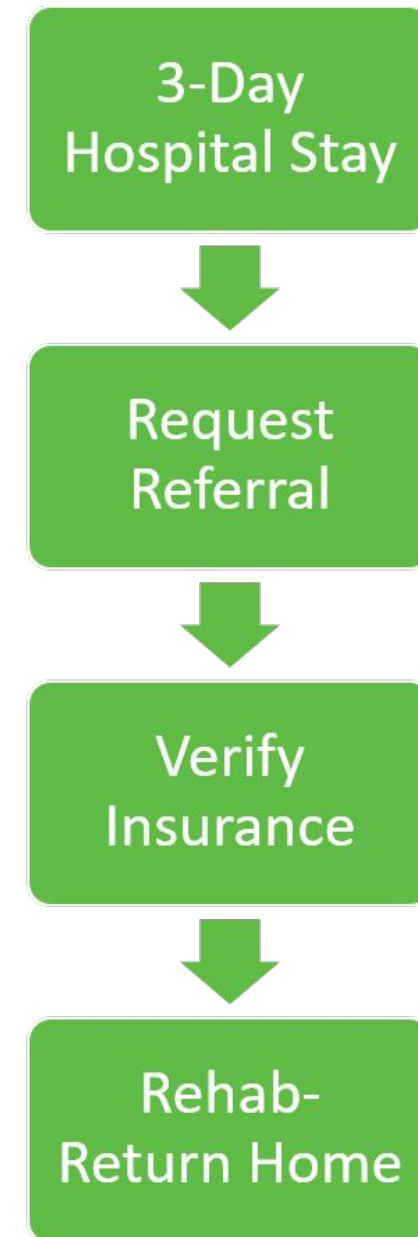 3-Day
Hospital Stay
Request
Referral
Verify
Insurance
Rehab-
Return Home